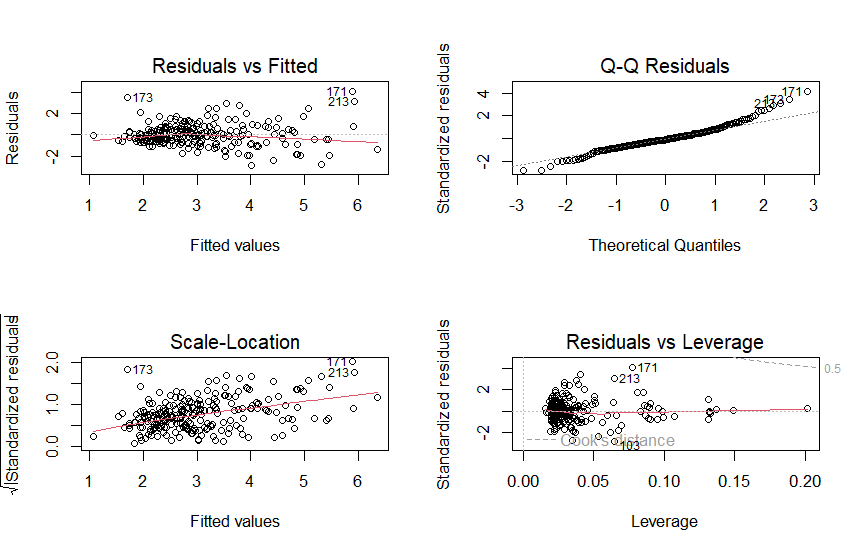 Residuals vs Fitted
Residuals
2
-2
173
171
213
1 2 3 4 5 6
Fitted values
Q-Q Residuals
Standardized residuals
4
2
-2
171
173
213
-3 -2 -1 0 1 2 3
Theoretical Quantiles
Scale-Location
√|Standardized residuals
2.0
1.0
0.0
173
171
213
1 2 3 4 5 6
Fitted values
Residuals vs Leverage
Standardized residuals
2
-2
171
213
103
Cook's distance
0.5
0.00 0.05 0.10 0.15 0.20
Leverage